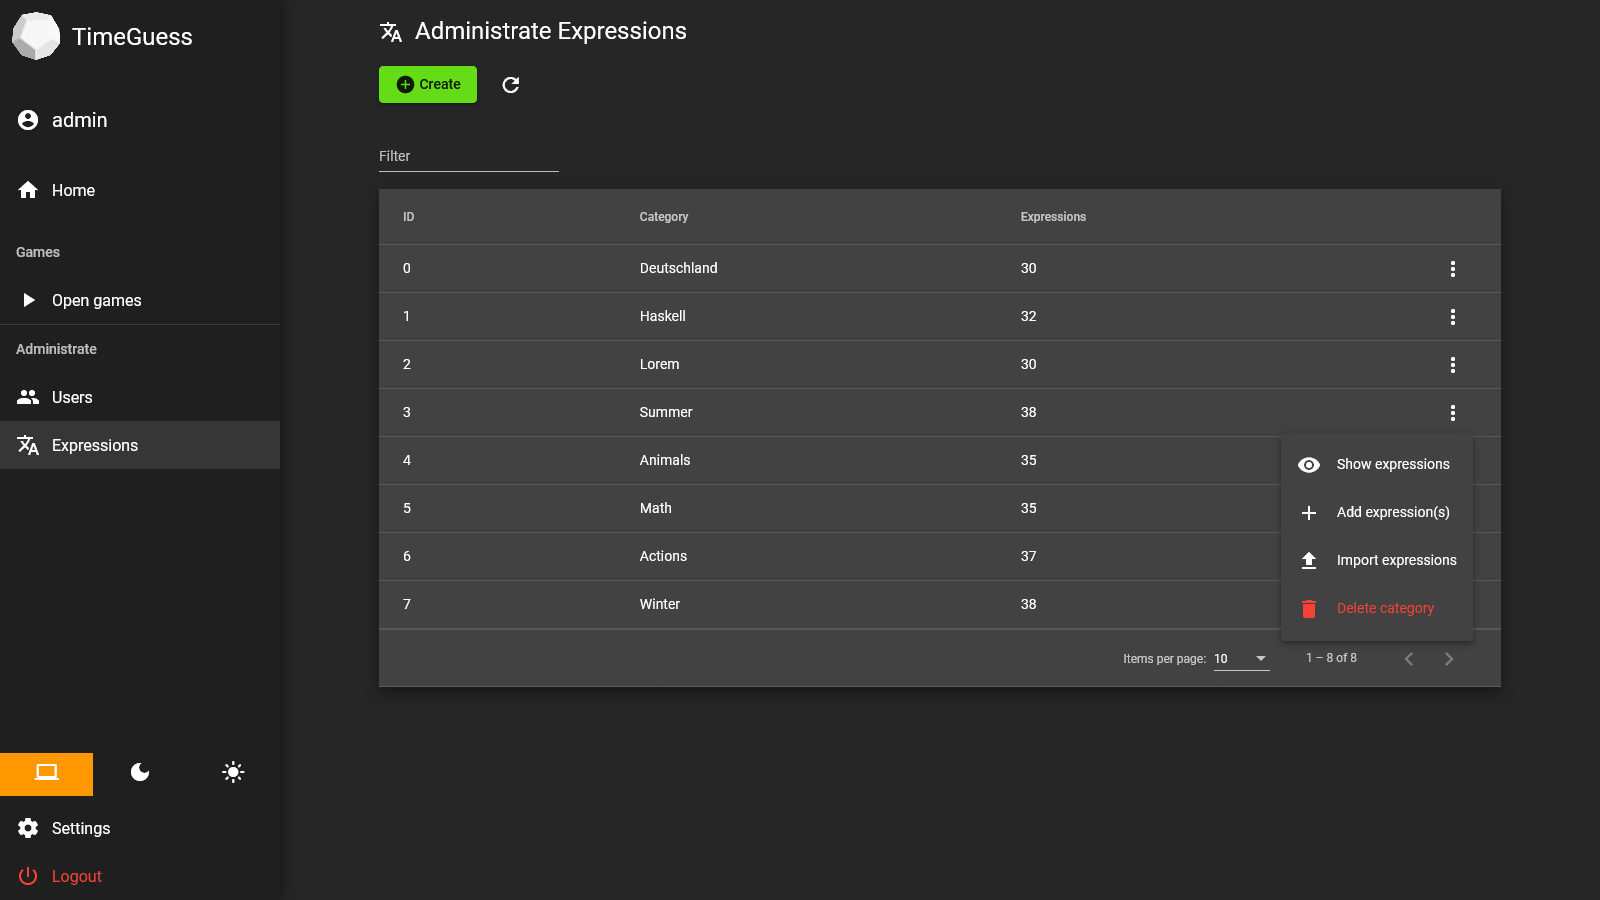 TimeGuess
admin
Home
Games
Open games
Administrate
Users
Expressions
Settings
Logout
Administrate Expressions
Create
Filter
ID Category Expressions
0 Deutschland 30
1 Haskell 32
2 Lorem 30
3 Summer 38
4 Animals 35
5 Math 35
6 Actions 37
7 Winter 38
Show expressions
Add expression(s)
Import expressions
Delete category
Items per page: 10 1 – 8 of 8